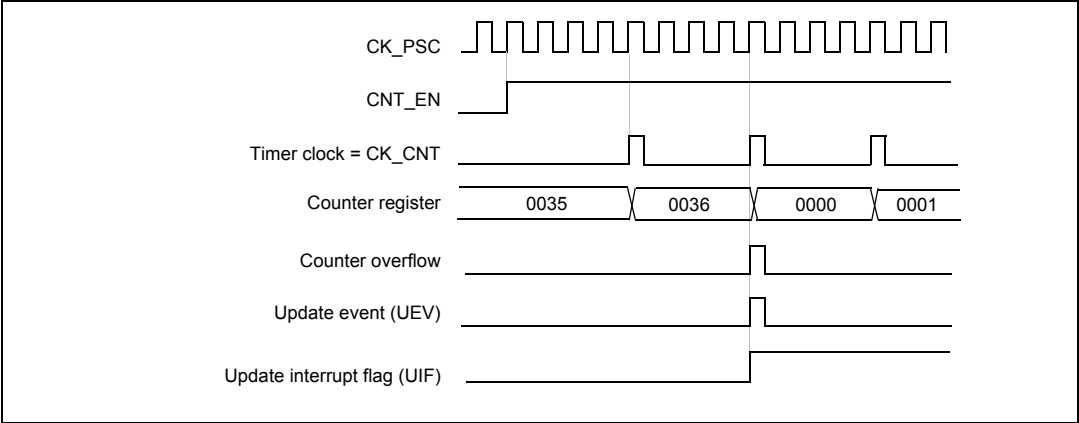 CK_PSC
CNT_EN
Timer clock = CK_CNT
Counter register 0035 0036 0000 0001
Counter overflow
Update event (UEV)
Update interrupt flag (UIF)